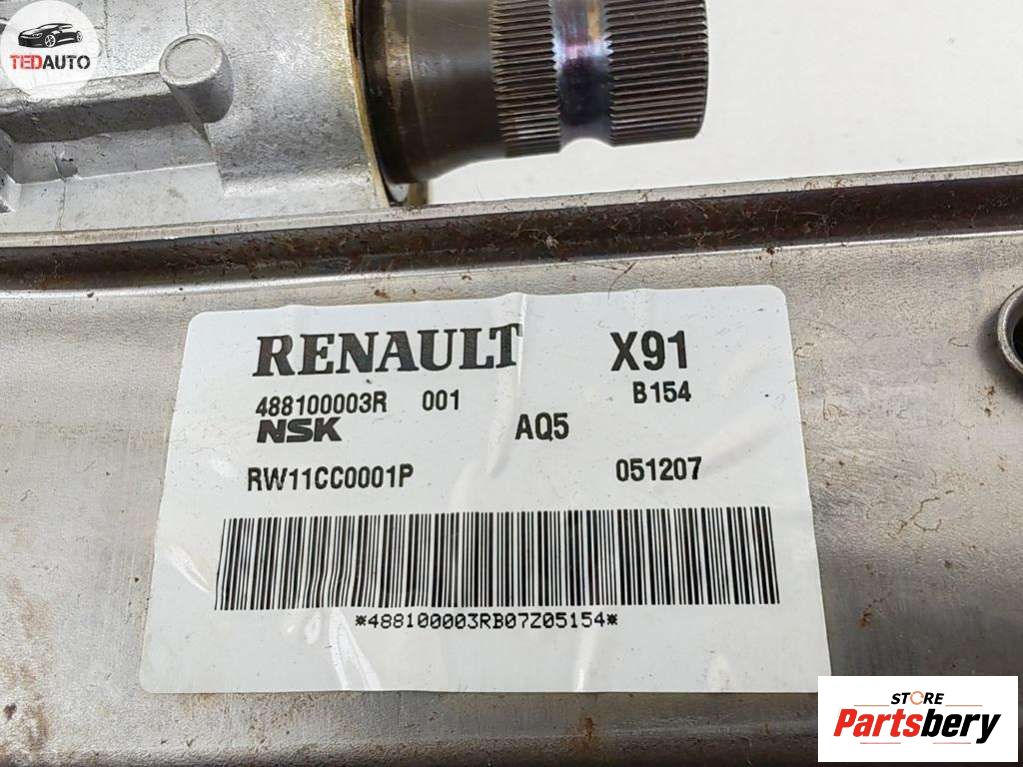 TEDAUTO
RENAULT X91
488100003R 001 B154
NSK AQ5
RW11CC0001P 051207
*488100003RB07Z05154*
STORE
Partsbery